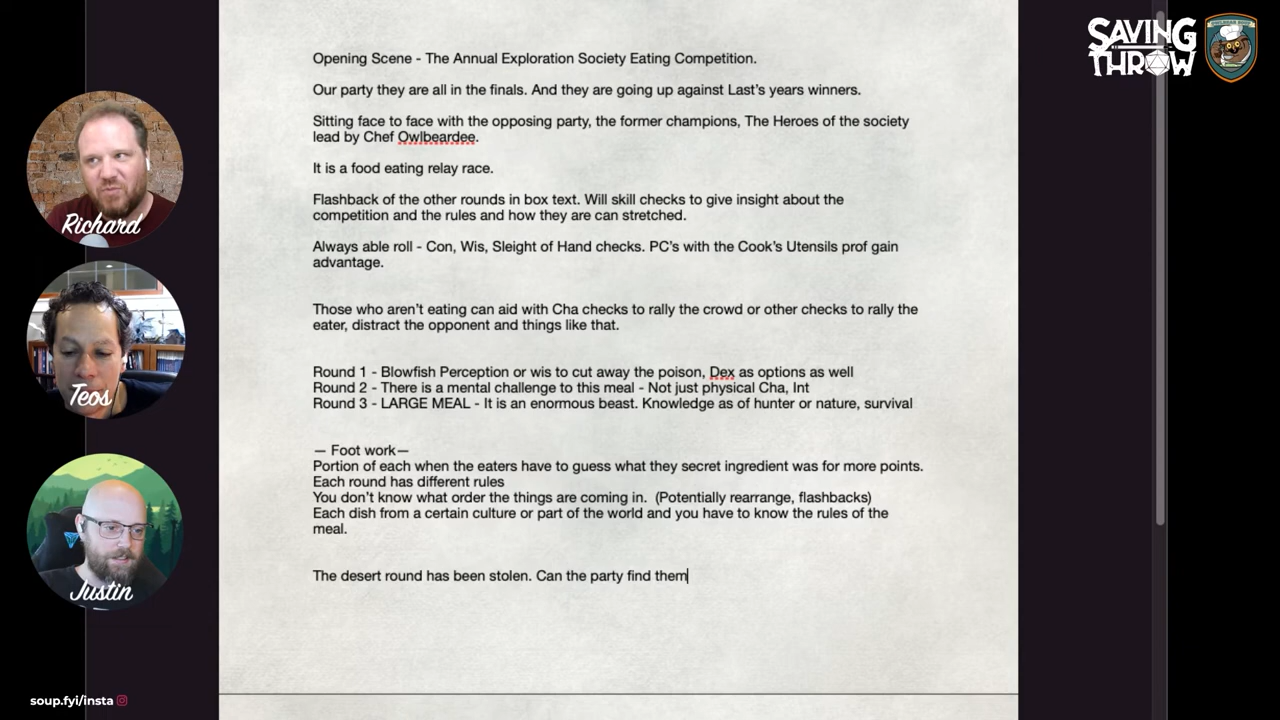 Opening Scene - The Annual Exploration Society Eating Competition.
Our party they are all in the finals. And they are going up against Last's years winners.
Sitting face to face with the opposing party, the former champions, The Heroes of the society
lead by Chef Owlbeardee.
It is a food eating relay race.
Flashback of the other rounds in box text. Will skill checks to give insight about the
competition and the rules and how they are can stretched.
Always able roll - Con, Wis, Sleight of Hand checks. PC's with the Cook's Utensils prof gain
advantage.
Those who aren't eating can aid with Cha checks to rally the crowd or other checks to rally the
eater, distract the opponent and things like that.
Round 1 - Blowfish Perception or wis to cut away the poison, Dex as options as well
Round 2 - There is a mental challenge to this meal - Not just physical Cha, Int
Round 3 - LARGE MEAL - It is an enormous beast. Knowledge as of hunter or nature, survival
— Foot work—
Portion of each when the eaters have to guess what they secret ingredient was for more points.
Each round has different rules
You don't know what order the things are coming in.  (Potentially rearrange, flashbacks)
Each dish from a certain culture or part of the world and you have to know the rules of the
meal.
The desert round has been stolen. Can the party find them
Richard
Teos
Justin
soup.fyi/insta
SAVING
THROW